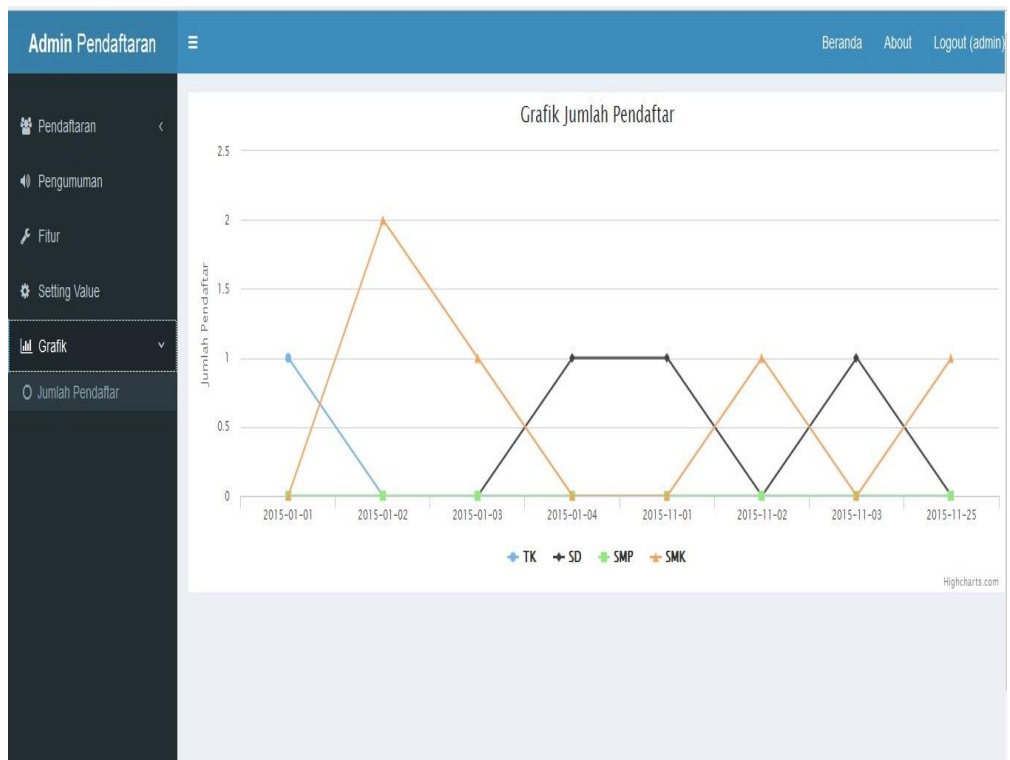 Admin Pendaftaran
Beranda About Logout (admin)
Pendaftaran
Pengumuman
Fitur
Setting Value
Grafik
Jumlah Pendaftar
Grafik Jumlah Pendaftar
Jumlah Pendaftar
2.5
2
1.5
1
0.5
0
2015-01-01 2015-01-02 2015-01-03 2015-01-04 2015-11-01 2015-11-02 2015-11-03 2015-11-25
TK SD SMP SMK
Highcharts.com